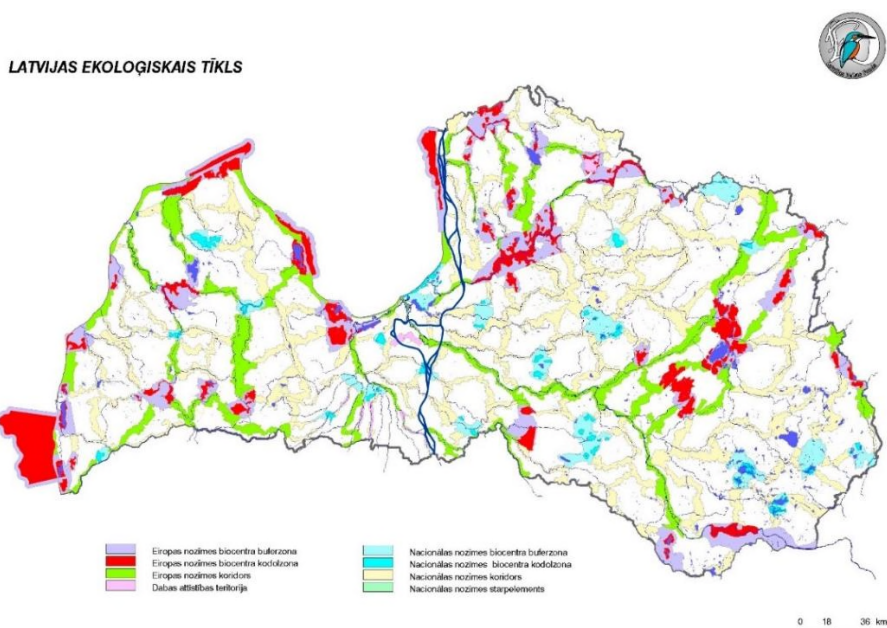 LATVIJAS EKOLOĢISKAIS TĪKLS
Eiropas nozīmes biocentra buferzona
Eiropas nozīmes biocentra kodolzona
Eiropas nozīmes koridors
Dabas attīstības teritorija
Nacionālas nozīmes biocentra buferzona
Nacionālas nozīmes biocentra kodolzona
Nacionālas nozīmes koridors
Nacionālas nozīmes starpelements
0 18 36 km